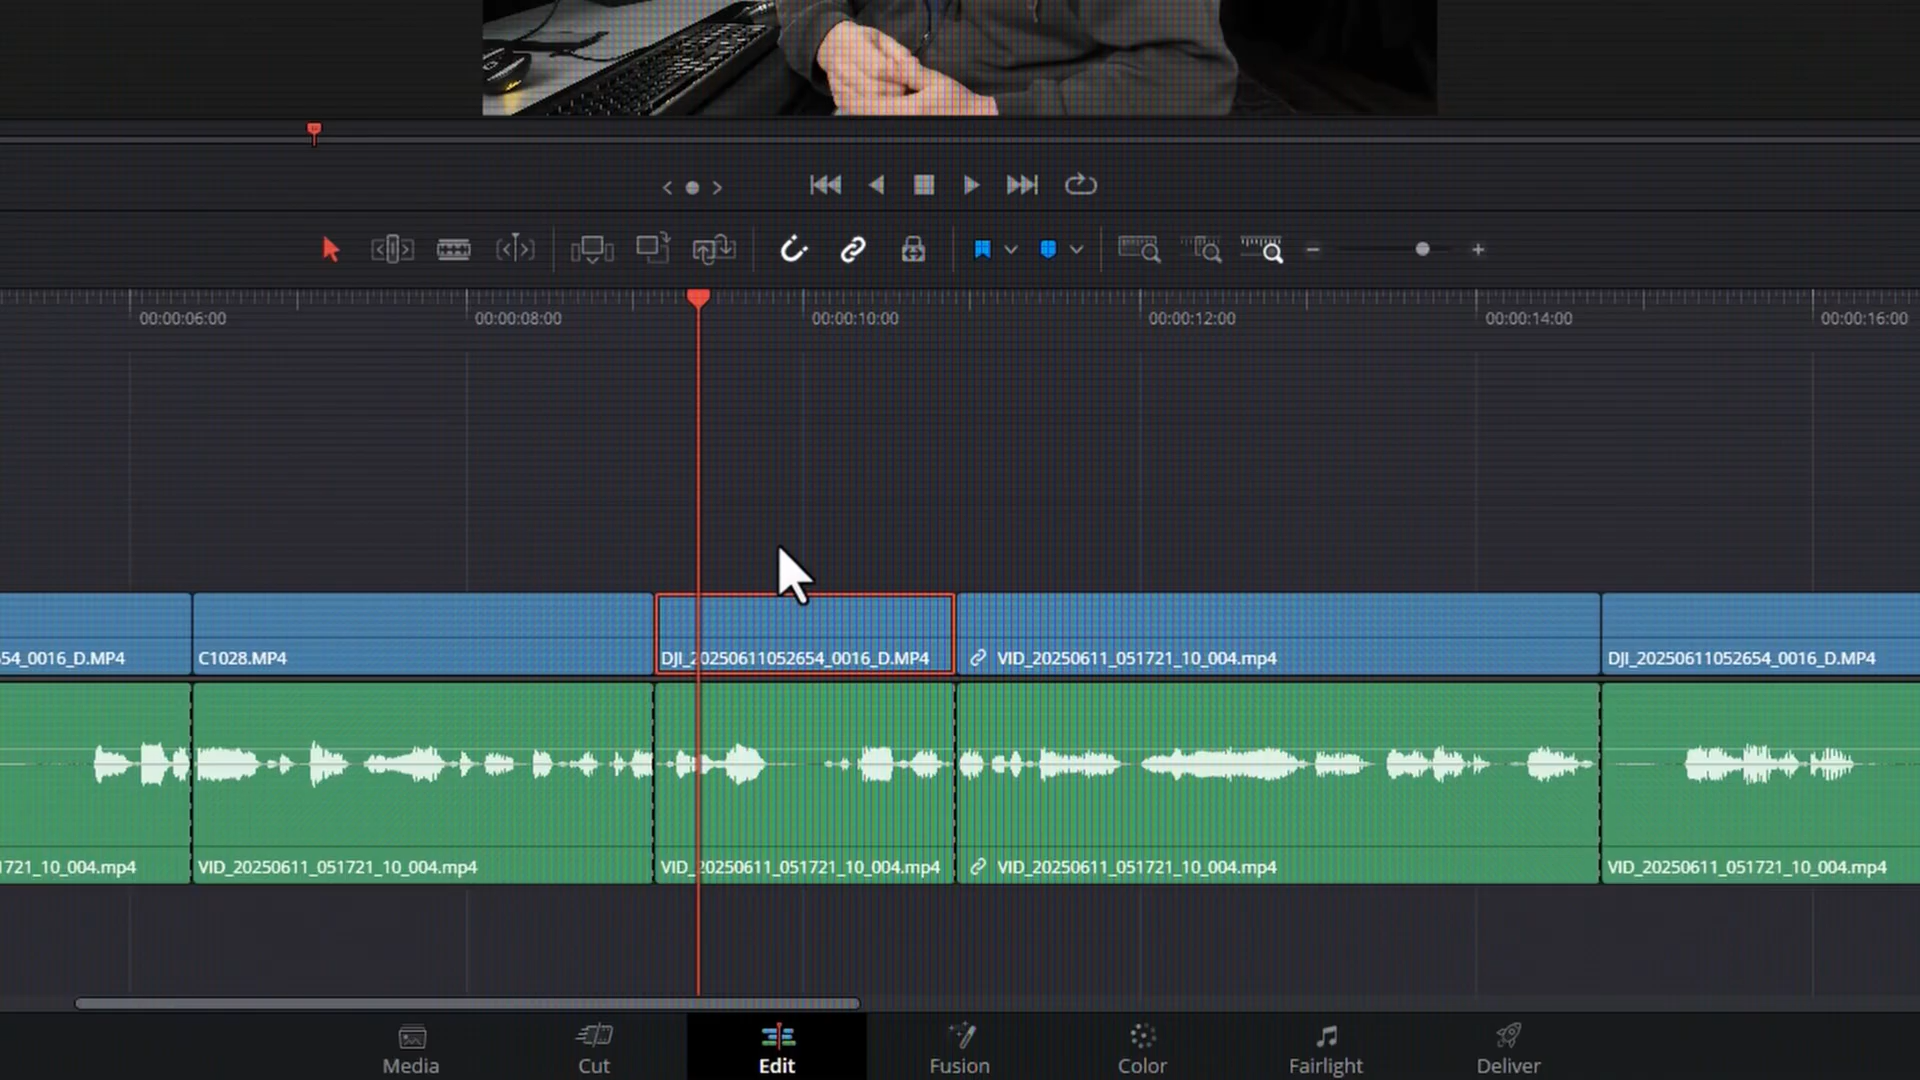 00:00:06:00
00:00:08:00
00:00:10:00
00:00:12:00
00:00:14:00
00:00:16:00
54_0016_D.MP4
C1028.MP4
DJI_20250611052654_0016_D.MP4
VID_20250611_051721_10_004.mp4
DJI_20250611052654_0016_D.MP4
721_10_004.mp4
VID_20250611_051721_10_004.mp4
VID_20250611_051721_10_004.mp4
VID_20250611_051721_10_004.mp4
VID_20250611_051721_10_004.mp4
Media
Cut
Edit
Fusion
Color
Fairlight
Deliver